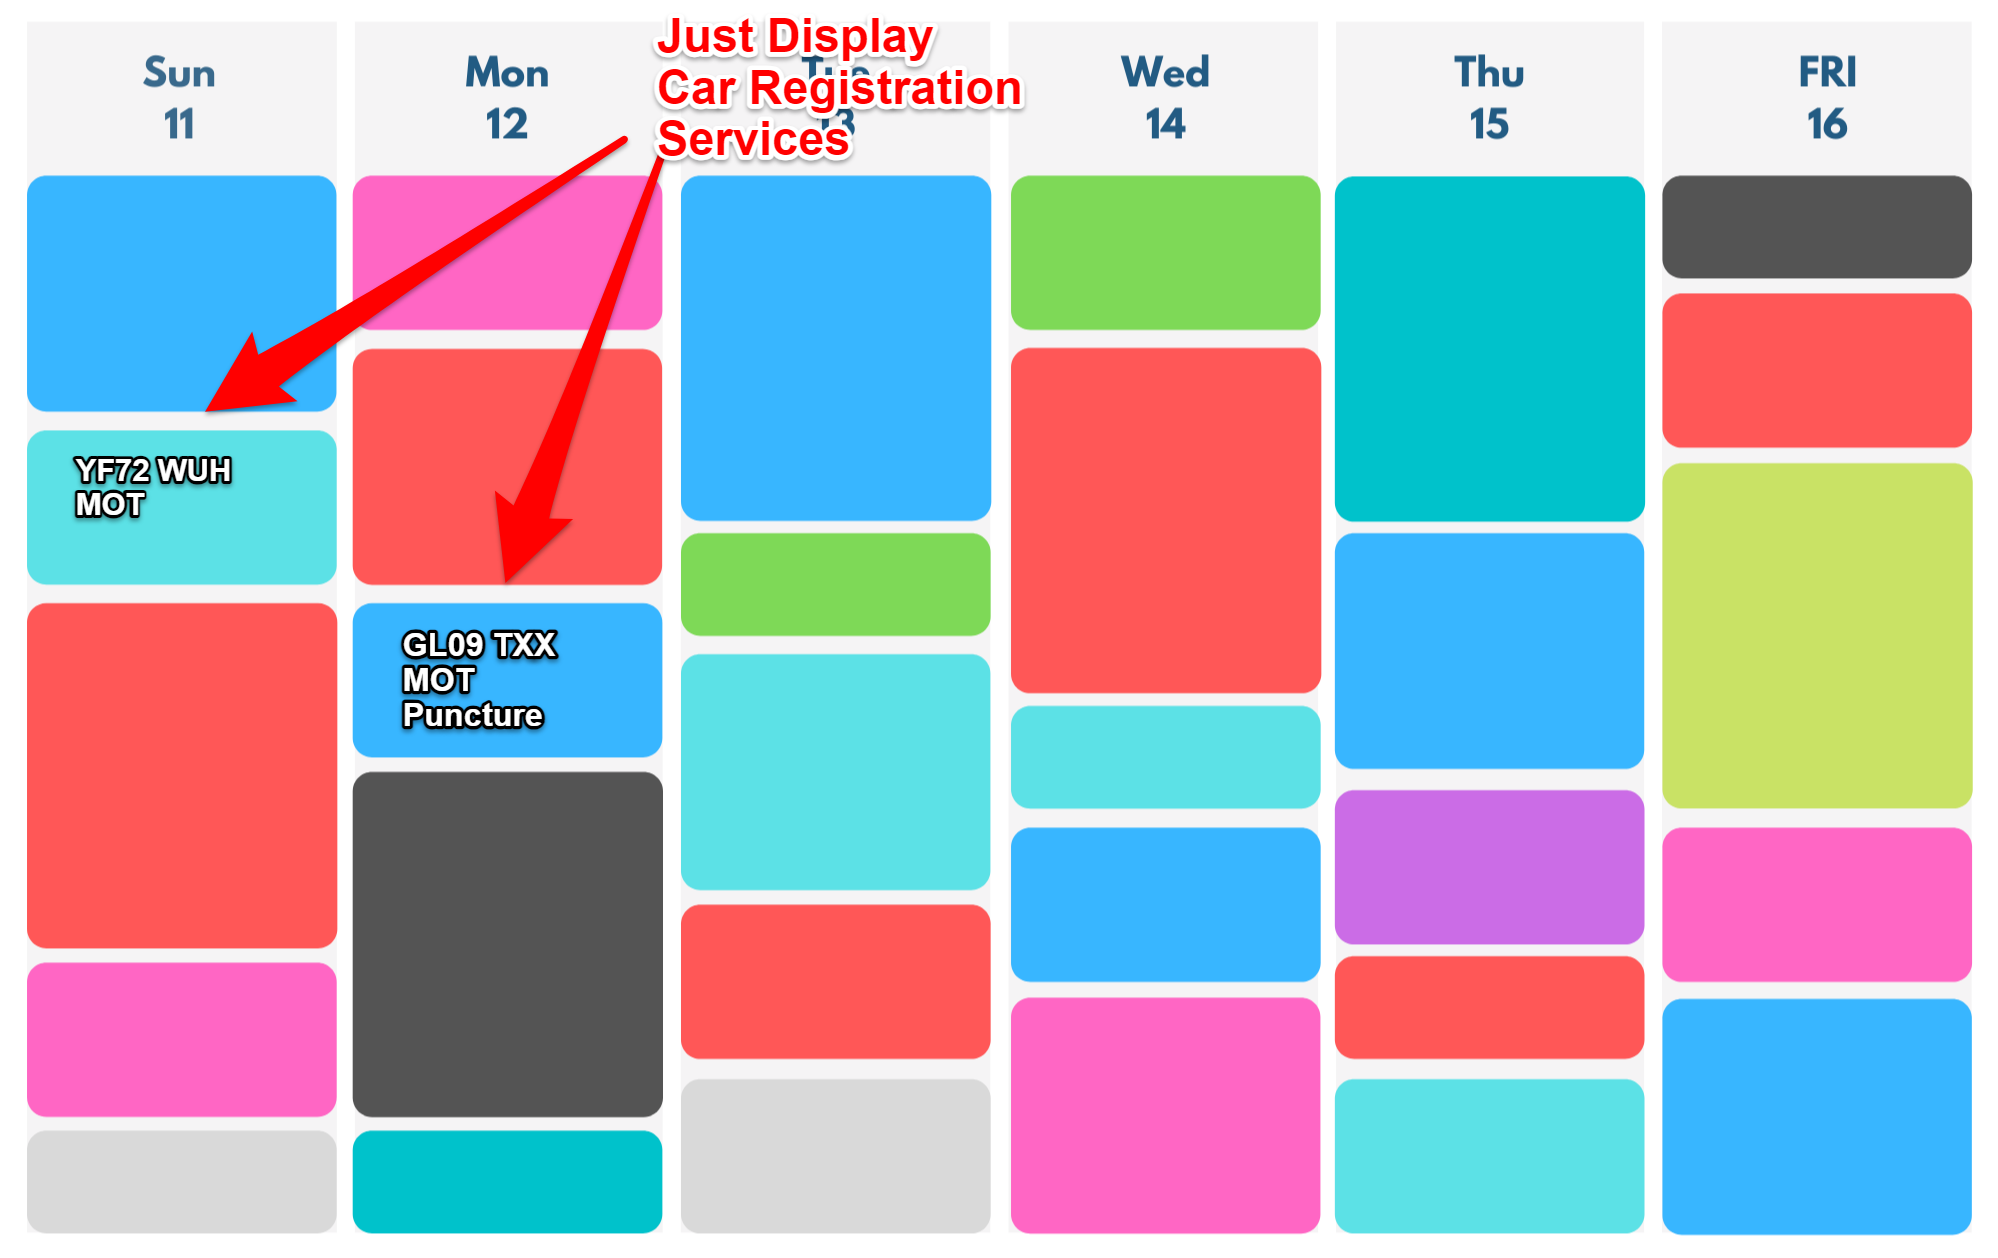 Sun
11
Mon
12
Just Display
Car Registration
Services
Tue
13
Wed
14
Thu
15
FRI
16
YF72 WUH
MOT
GL09 TXX
MOT
Puncture